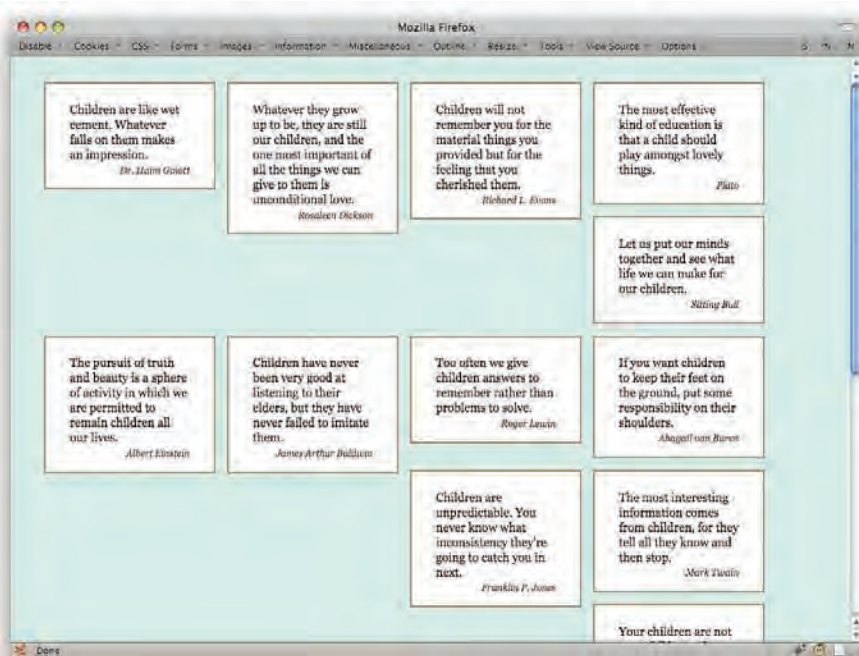 Mozilla Firefox
Disable Cookies CSS Forms Images Information Miscellaneous Outline Resize Tools View Source Options
Children are like wet
cement. Whatever
falls on them makes
an impression.
Dr. Haim Ginott
Whatever they grow
up to be, they are still
our children, and the
one most important of
all the things we can
give to them is
unconditional love.
Rosaleen Dickson
Children will not
remember you for the
material things you
provided but for the
feeling that you
cherished them.
Richard L. Evans
The most effective
kind of education is
that a child should
play amongst lovely
things.
Plato
Let us put our minds
together and see what
life we can make for
our children.
Sitting Bull
The pursuit of truth
and beauty is a sphere
of activity in which we
are permitted to
remain children all
our lives.
Albert Einstein
Children have never
been very good at
listening to their
elders, but they have
never failed to imitate
them.
James Arthur Baldwin
Too often we give
children answers to
remember rather than
problems to solve.
Roger Lewin
If you want children
to keep their feet on
the ground, put some
responsibility on their
shoulders.
Abagail van Buren
Children are
unpredictable. You
never know what
inconsistency they're
going to catch you in
next.
Franklin P. Jones
The most interesting
information comes
from children, for they
tell all they know and
then stop.
Mark Twain
Your children are not
Done